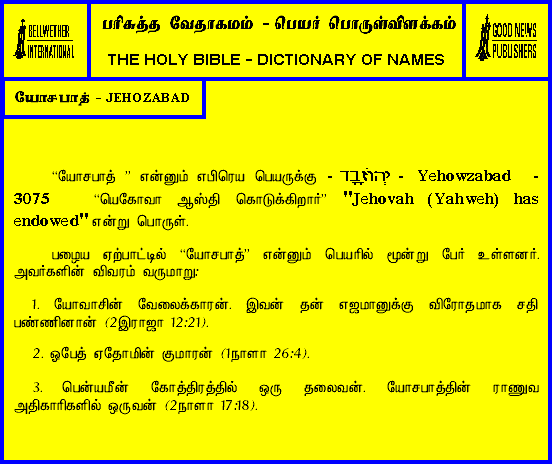 BELLWETHER
INTERNATIONAL
பரிசுத்த வேதாகமம் - பெயர் பொருள்விளக்கம்
THE HOLY BIBLE - DICTIONARY OF NAMES
GOOD NEWS
PUBLISHERS
யோசபாத் - JEHOZABAD
“யோசபாத் ” என்னும் எபிரெய பெயருக்கு - יְהֹוּזָבָד - Yehowzabad -
3075 “யெகோவா ஆஸ்தி கொடுக்கிறார்” "Jehovah (Yahweh) has
endowed" என்று பொருள்.
பழைய ஏற்பாட்டில் “யோசபாத்” என்னும் பெயரில் மூன்று பேர் உள்ளனர்.
அவர்களின் விவரம் வருமாறு:
1. யோவாசின் வேலைக்காரன். இவன் தன் எஜமானுக்கு விரோதமாக சதி
பண்ணினான் (2இராஜா 12:21).
2. ஓபேத் ஏதோமின் குமாரன் (1நாளா 26:4).
3. பென்யமீன் கோத்திரத்தில் ஒரு தலைவன். யோசபாத்தின் ராணுவ
அதிகாரிகளில் ஒருவன் (2நாளா 17:18).